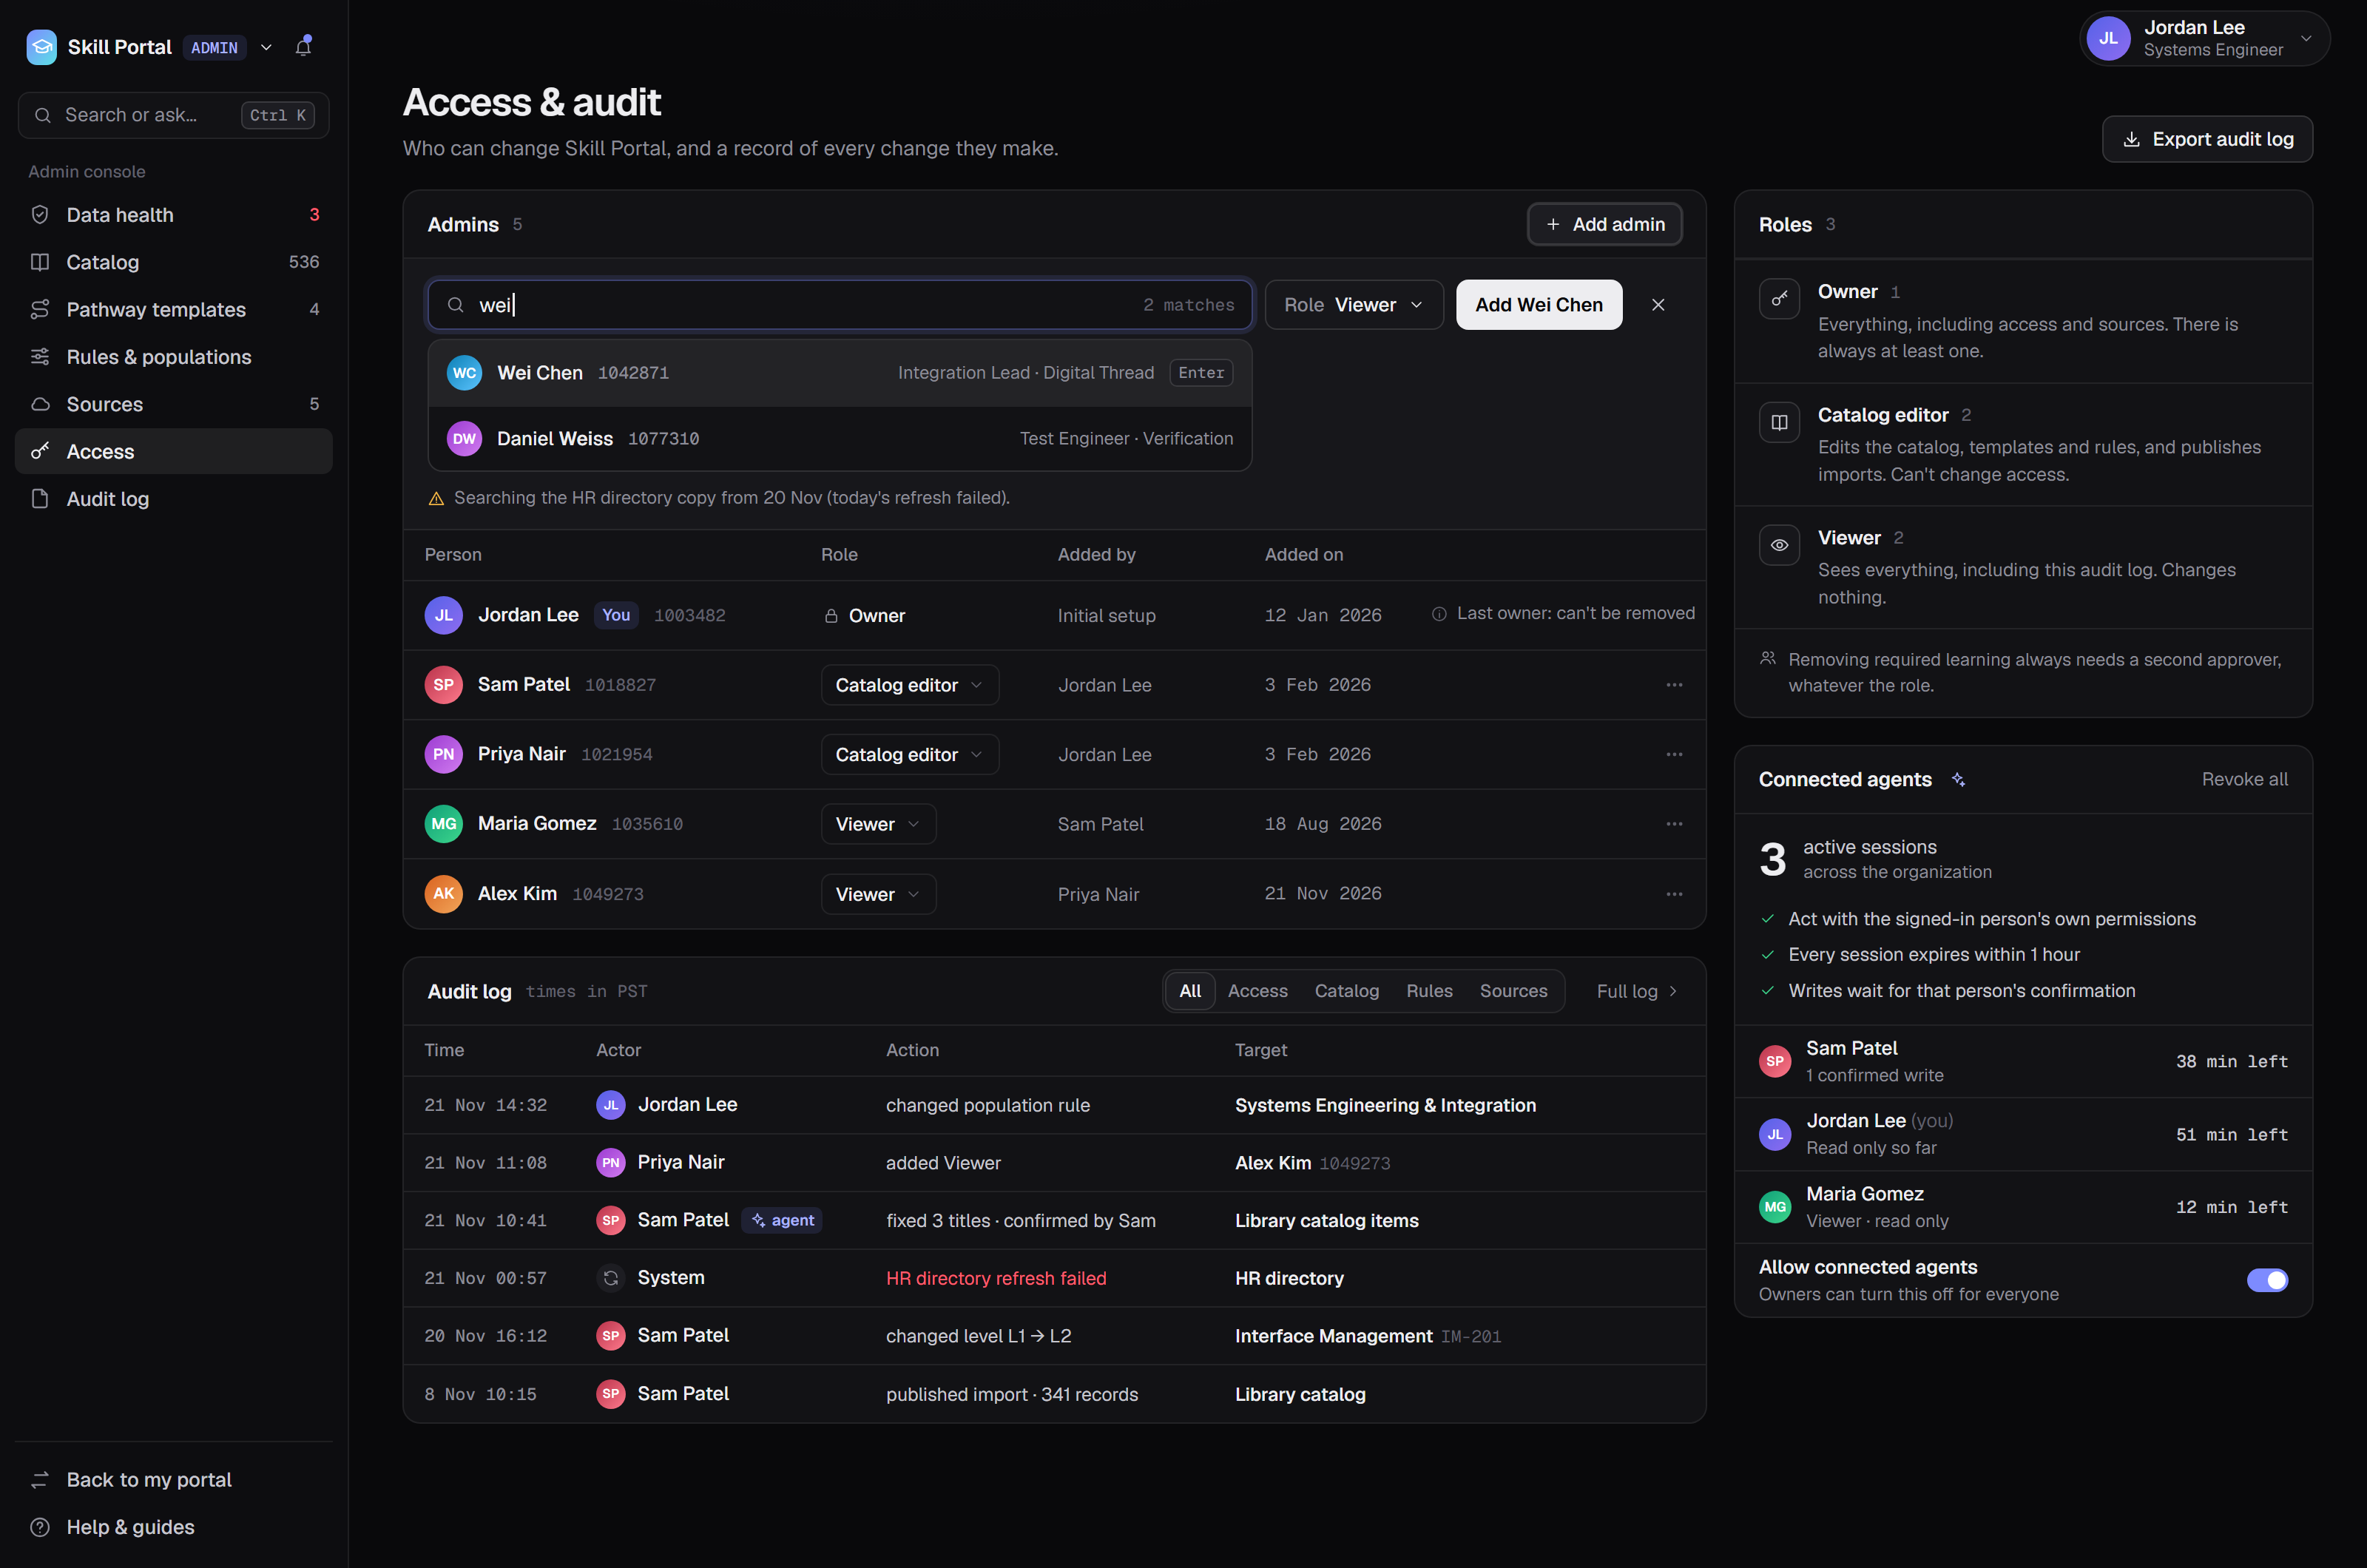 Skill Portal ADMIN
Search or ask... Ctrl K
Admin console
Data health 3
Catalog 536
Pathway templates 4
Rules & populations
Sources 5
Access
Audit log
Back to my portal
Help & guides
JL Jordan Lee
Systems Engineer
Access & audit
Who can change Skill Portal, and a record of every change they make.
Export audit log
Admins 5
Add admin
wei 2 matches
Role Viewer
Add Wei Chen
WC Wei Chen 1042871 Integration Lead · Digital Thread Enter
DW Daniel Weiss 1077310 Test Engineer · Verification
Searching the HR directory copy from 20 Nov (today's refresh failed).
Person Role Added by Added on
JL Jordan Lee You 1003482 Owner Initial setup 12 Jan 2026 Last owner: can't be removed
SP Sam Patel 1018827 Catalog editor Jordan Lee 3 Feb 2026
PN Priya Nair 1021954 Catalog editor Jordan Lee 3 Feb 2026
MG Maria Gomez 1035610 Viewer Sam Patel 18 Aug 2026
AK Alex Kim 1049273 Viewer Priya Nair 21 Nov 2026
Audit log times in PST
All Access Catalog Rules Sources Full log
Time Actor Action Target
21 Nov 14:32 JL Jordan Lee changed population rule Systems Engineering & Integration
21 Nov 11:08 PN Priya Nair added Viewer Alex Kim 1049273
21 Nov 10:41 SP Sam Patel agent fixed 3 titles · confirmed by Sam Library catalog items
21 Nov 00:57 System HR directory refresh failed HR directory
20 Nov 16:12 SP Sam Patel changed level L1 → L2 Interface Management IM-201
8 Nov 10:15 SP Sam Patel published import · 341 records Library catalog
Roles 3
Owner 1
Everything, including access and sources. There is
always at least one.
Catalog editor 2
Edits the catalog, templates and rules, and publishes
imports. Can't change access.
Viewer 2
Sees everything, including this audit log. Changes
nothing.
Removing required learning always needs a second approver,
whatever the role.
Connected agents Revoke all
3 active sessions
across the organization
Act with the signed-in person's own permissions
Every session expires within 1 hour
Writes wait for that person's confirmation
SP Sam Patel 38 min left
1 confirmed write
JL Jordan Lee (you) 51 min left
Read only so far
MG Maria Gomez 12 min left
Viewer · read only
Allow connected agents
Owners can turn this off for everyone